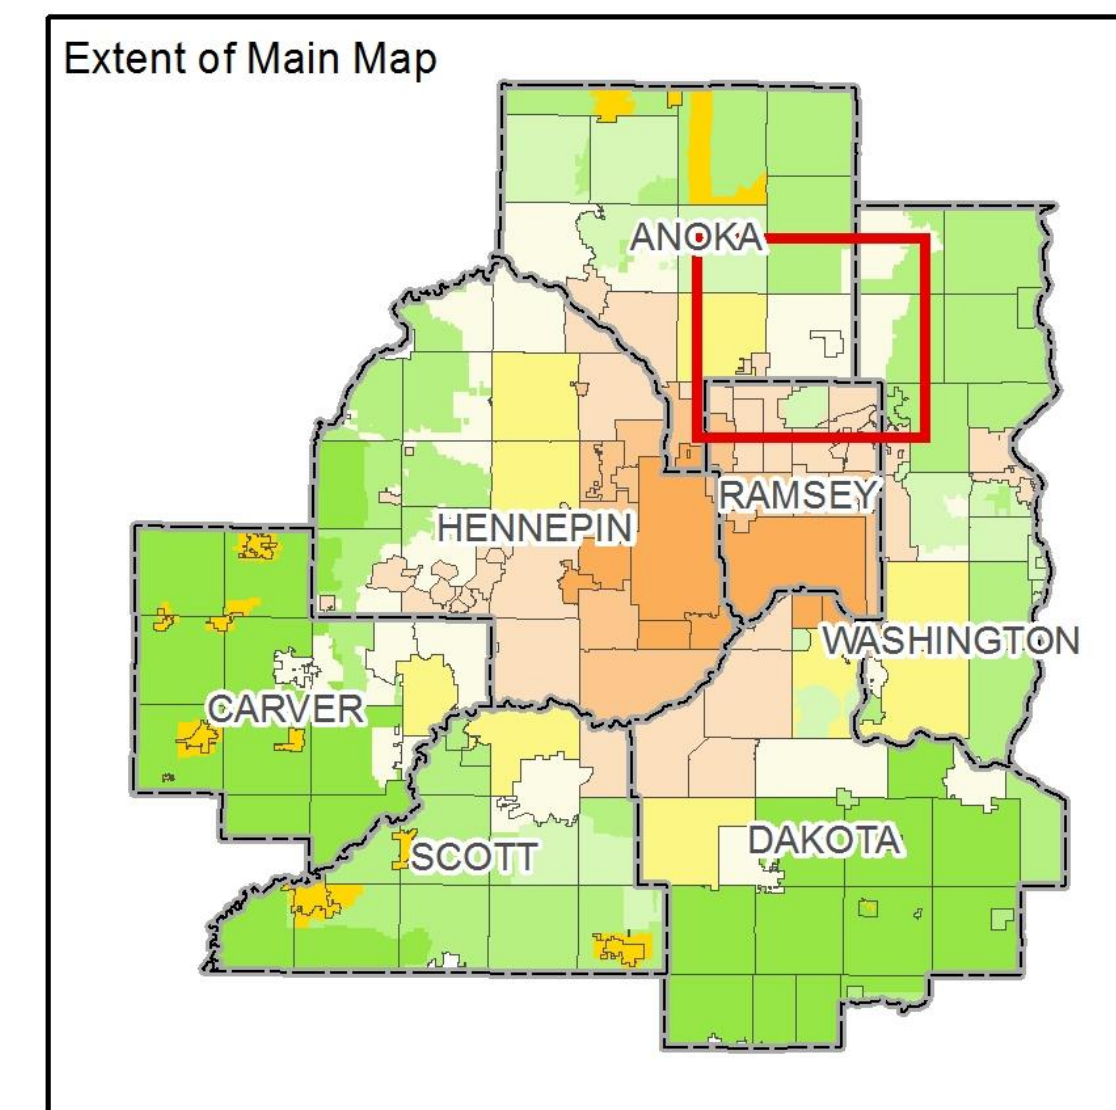 Extent of Main Map
ANOKA
RAMSEY
HENNEPIN
WASHINGTON
CARVER
DAKOTA
SCOTT